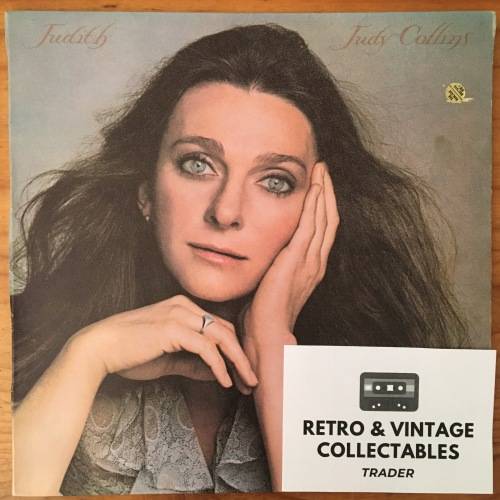 Judith Judy Collins
RETRO & VINTAGE
COLLECTABLES
TRADER